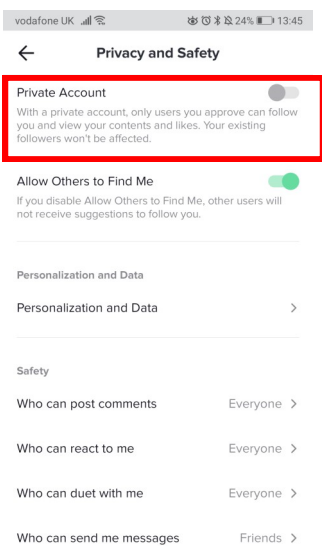 vodafone UK 24% 13:45
Privacy and Safety
Private Account
With a private account, only users you approve can follow
you and view your contents and likes. Your existing
followers won't be affected.
Allow Others to Find Me
If you disable Allow Others to Find Me, other users will
not receive suggestions to follow you.
Personalization and Data
Personalization and Data
Safety
Who can post comments Everyone
Who can react to me Everyone
Who can duet with me Everyone
Who can send me messages Friends